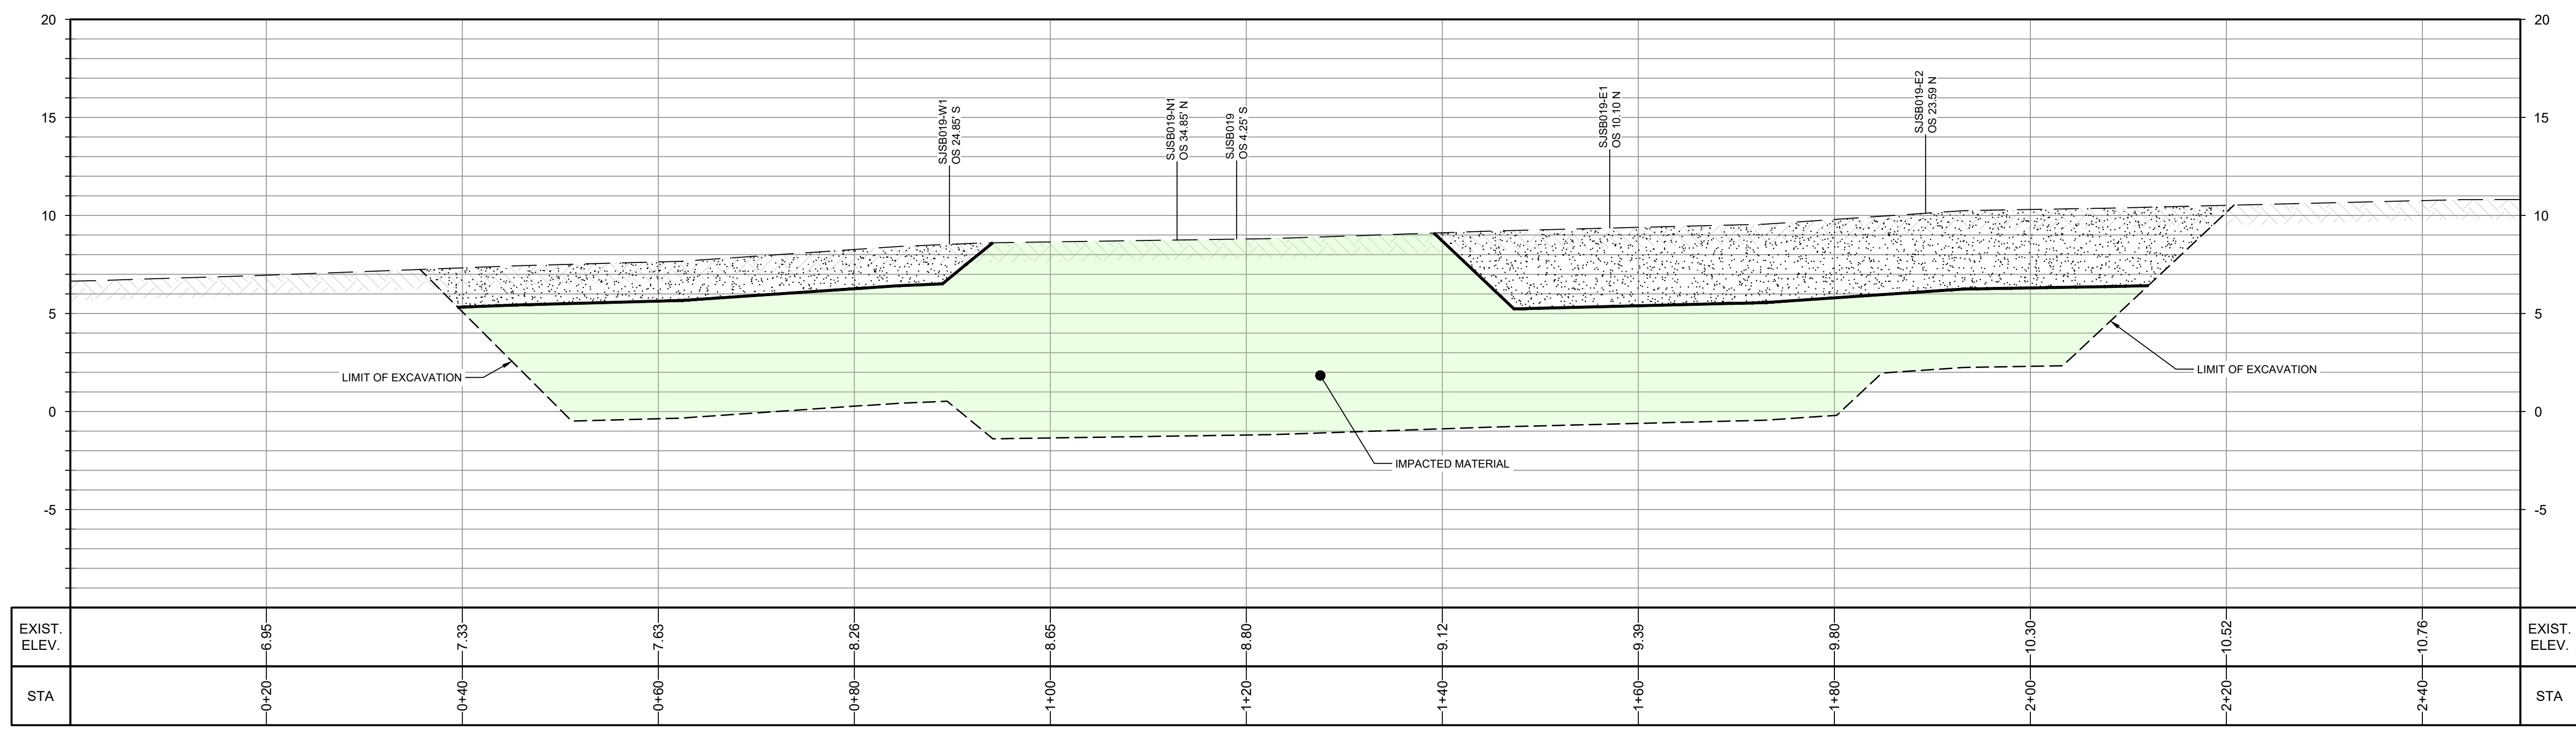 20
20
15
15
10
10
5
5
0
0
-5
-5
SJSB019-W1
OS 24.85' S
SJSB019-N1
OS 34.85' N
SJSB019
OS 4.25' S
SJSB019-E1
OS 10.10 N
SJSB019-E2
OS 23.59 N
LIMIT OF EXCAVATION
LIMIT OF EXCAVATION
IMPACTED MATERIAL
EXIST.
ELEV.
6.95
7.33
7.63
8.26
8.65
8.80
9.12
9.39
9.80
10.30
10.52
10.76
EXIST.
ELEV.
STA
0+20
0+40
0+60
0+80
1+00
1+20
1+40
1+60
1+80
2+00
2+20
2+40
STA